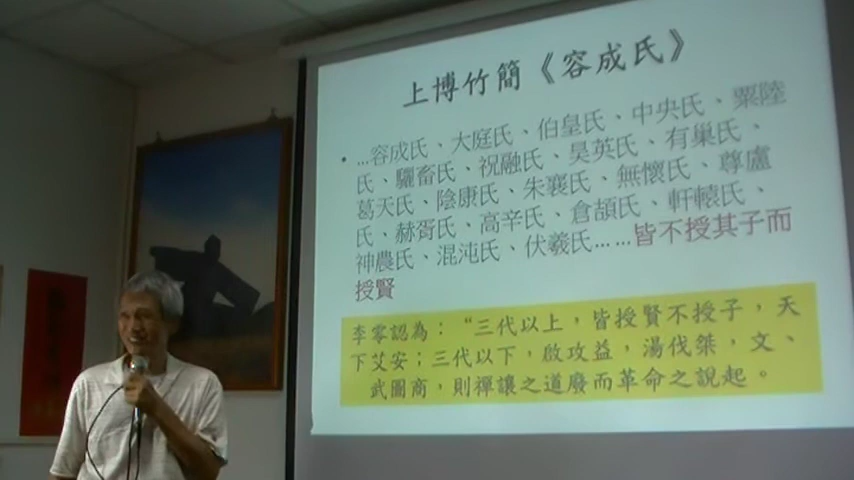 上博竹簡《容成氏》
• …容成氏、大庭氏、伯皇氏、中央氏、粟陸
氏、驪畜氏、祝融氏、昊英氏、有巢氏、
葛天氏、陰康氏、朱襄氏、無懷氏、尊盧
氏、赫胥氏、高辛氏、倉頡氏、軒轅氏、
神農氏、混沌氏、伏羲氏……皆不授其子而
授賢
李零認為：“三代以上，皆授賢不授子，天
下艾安；三代以下，啟攻益，湯伐桀，文、
武圖商，則禪讓之道廢而革命之說起。